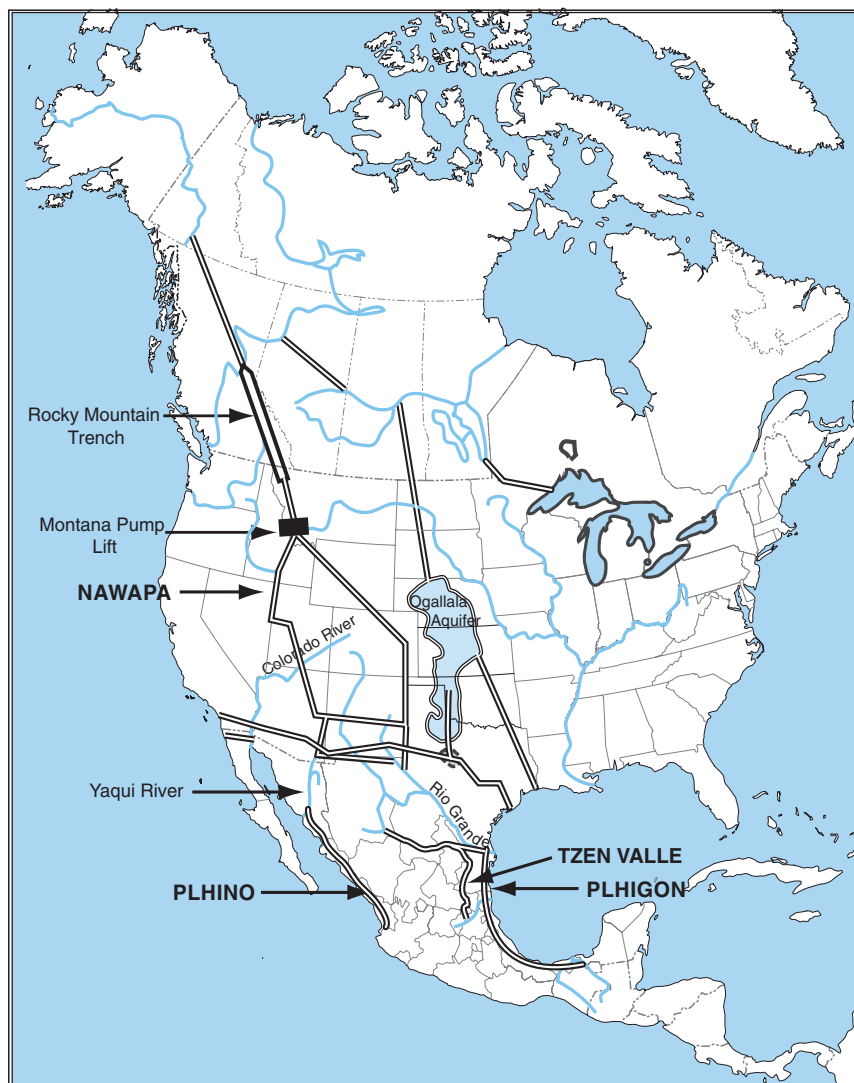 Rocky Mountain
Trench
Montana Pump
Lift
NAWAPA
Ogallala
Aquifer
Colorado River
Yaqui River
Rio Grande
TZEN VALLE
PLHINO
PLHIGON